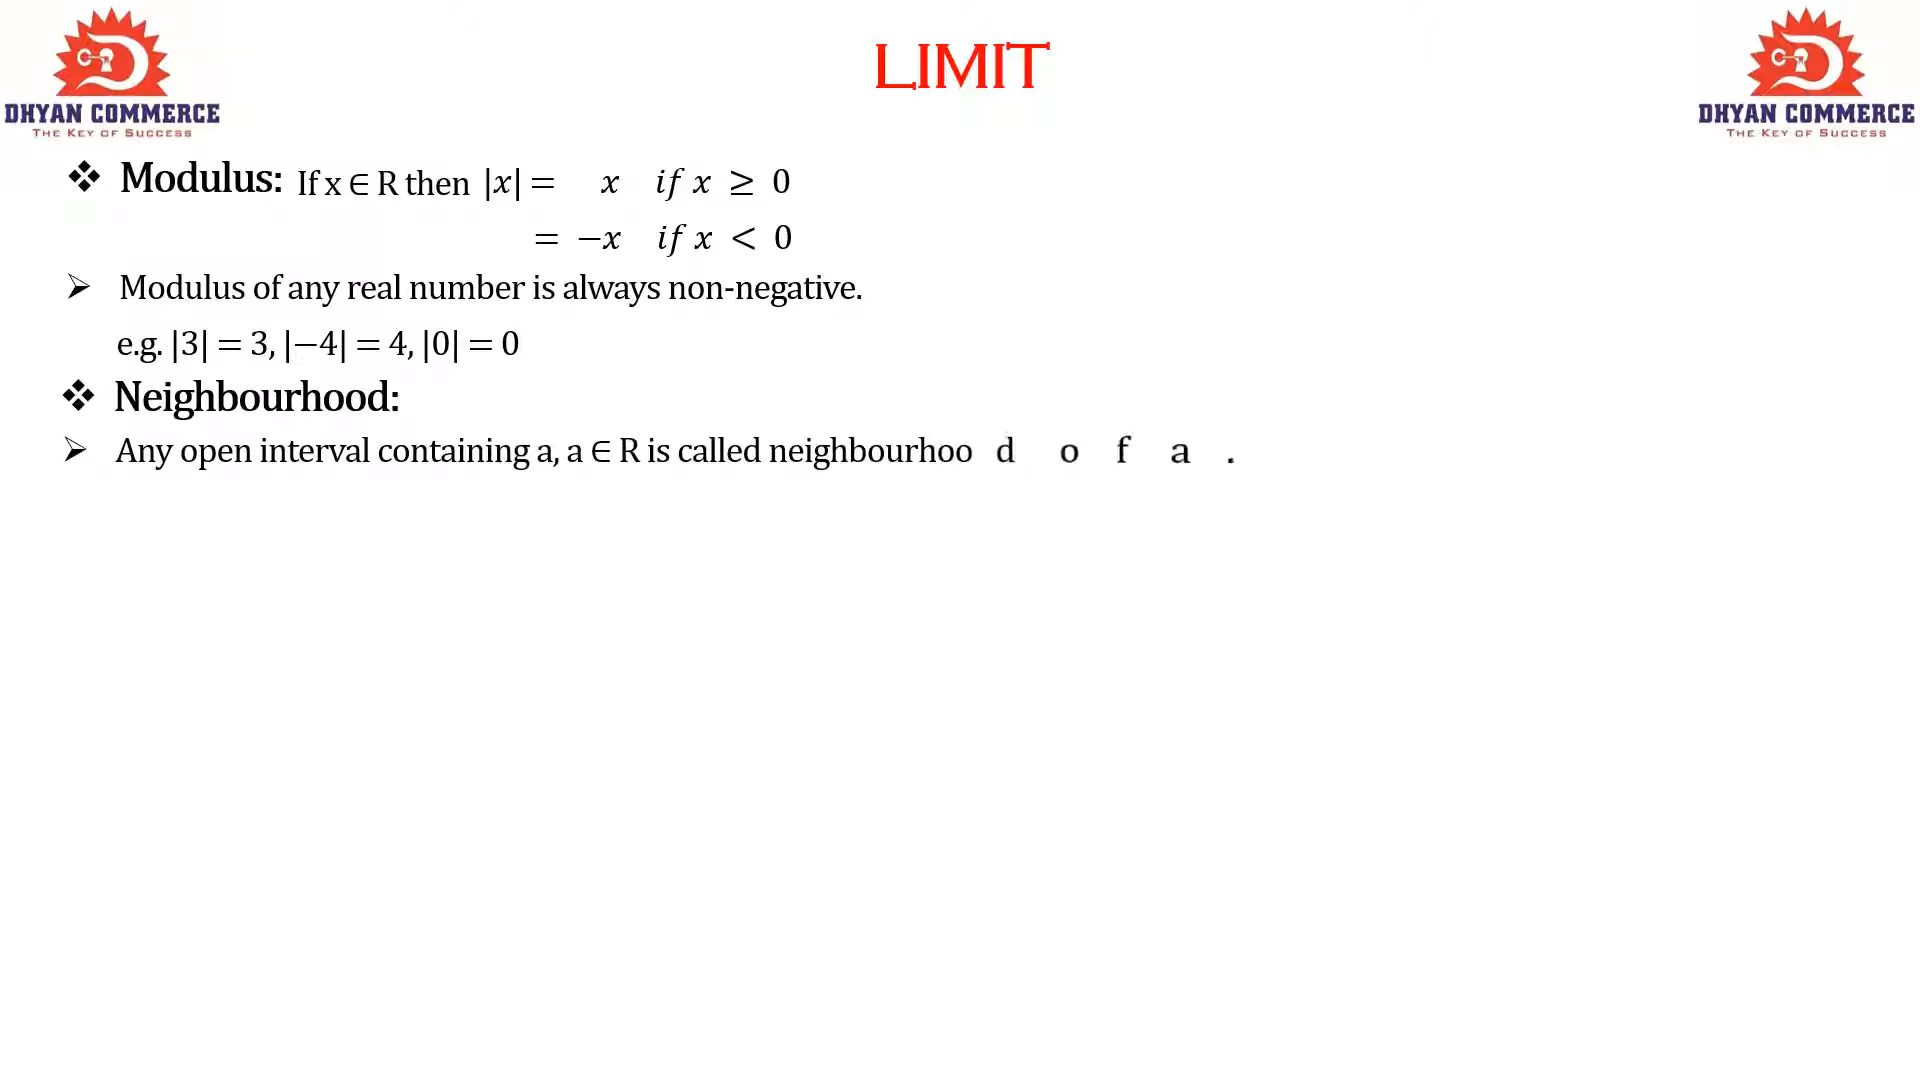 LIMIT
DHYAN COMMERCE
THE KEY OF SUCCESS
DHYAN COMMERCE
THE KEY OF SUCCESS
❖ Modulus: If x ∈ R then |x| = x if x ≥ 0
= −x if x < 0
➢ Modulus of any real number is always non-negative.
e.g. |3| = 3, |−4| = 4, |0| = 0
❖ Neighbourhood:
➢ Any open interval containing a, a ∈ R is called neighbourhood of a.